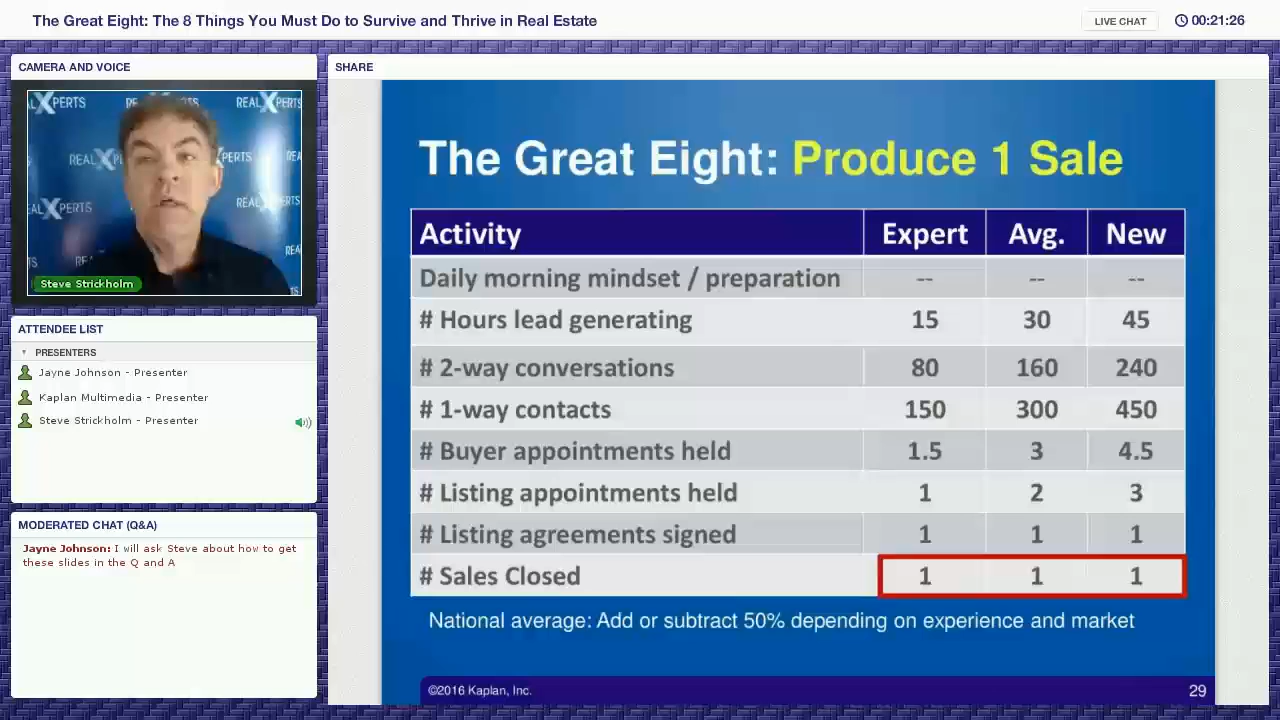 The Great Eight: The 8 Things You Must Do to Survive and Thrive in Real Estate
LIVE CHAT
00:21:26
CAMERA AND VOICE
REALXPERTS
Steve Strickholm
ATTENDEE LIST
PRESENTERS
Jayne Johnson - Presenter
Kaplan Multimedia - Presenter
Steve Strickholm - Presenter
MODERATED CHAT (Q&A)
Jayne Johnson: I will ask Steve about how to get
these slides in the Q and A
SHARE
The Great Eight: Produce 1 Sale
Activity Expert Avg. New
Daily morning mindset / preparation -- -- --
# Hours lead generating 15 30 45
# 2-way conversations 80 160 240
# 1-way contacts 150 300 450
# Buyer appointments held 1.5 3 4.5
# Listing appointments held 1 2 3
# Listing agreements signed 1 1 1
# Sales Closed 1 1 1
National average: Add or subtract 50% depending on experience and market
©2016 Kaplan, Inc.
29